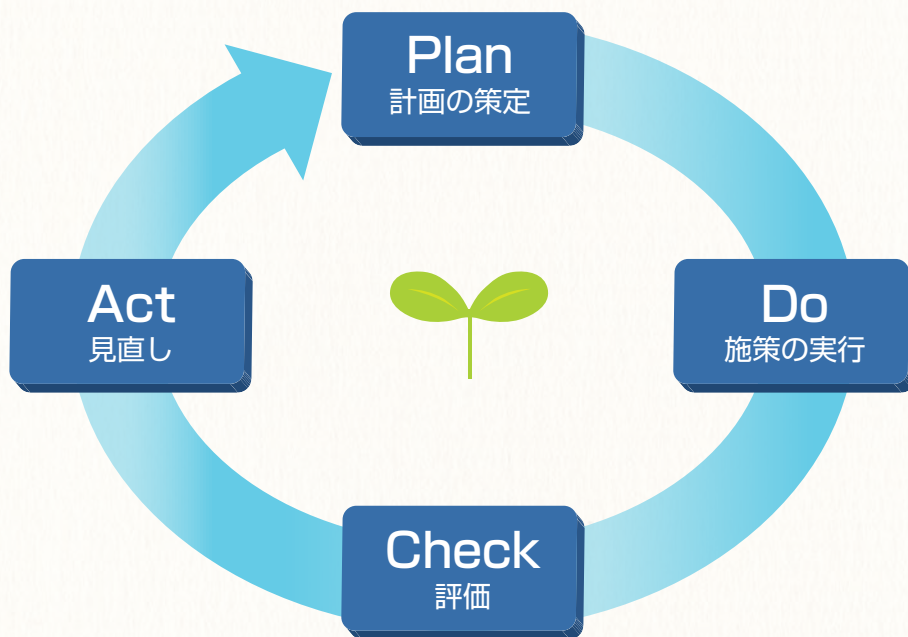 Plan
計画の策定
Do
施策の実行
Check
評価
Act
見直し